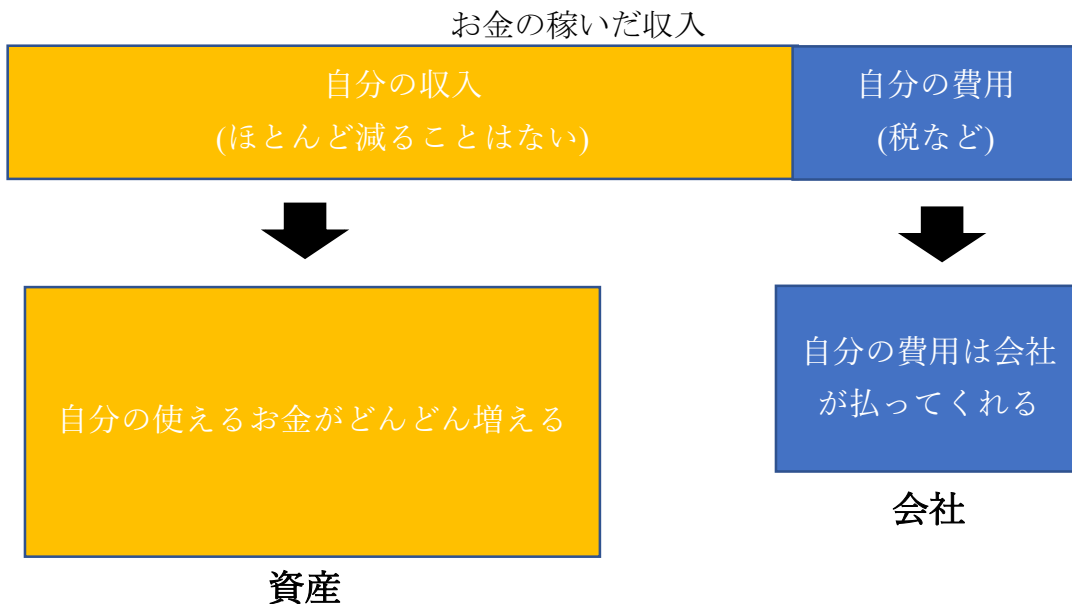 お金の稼いだ収入
自分の収入
(ほとんど減ることはない)
自分の費用
(税など)
自分の使えるお金がどんどん増える
自分の費用は会社
が払ってくれる
資産
会社